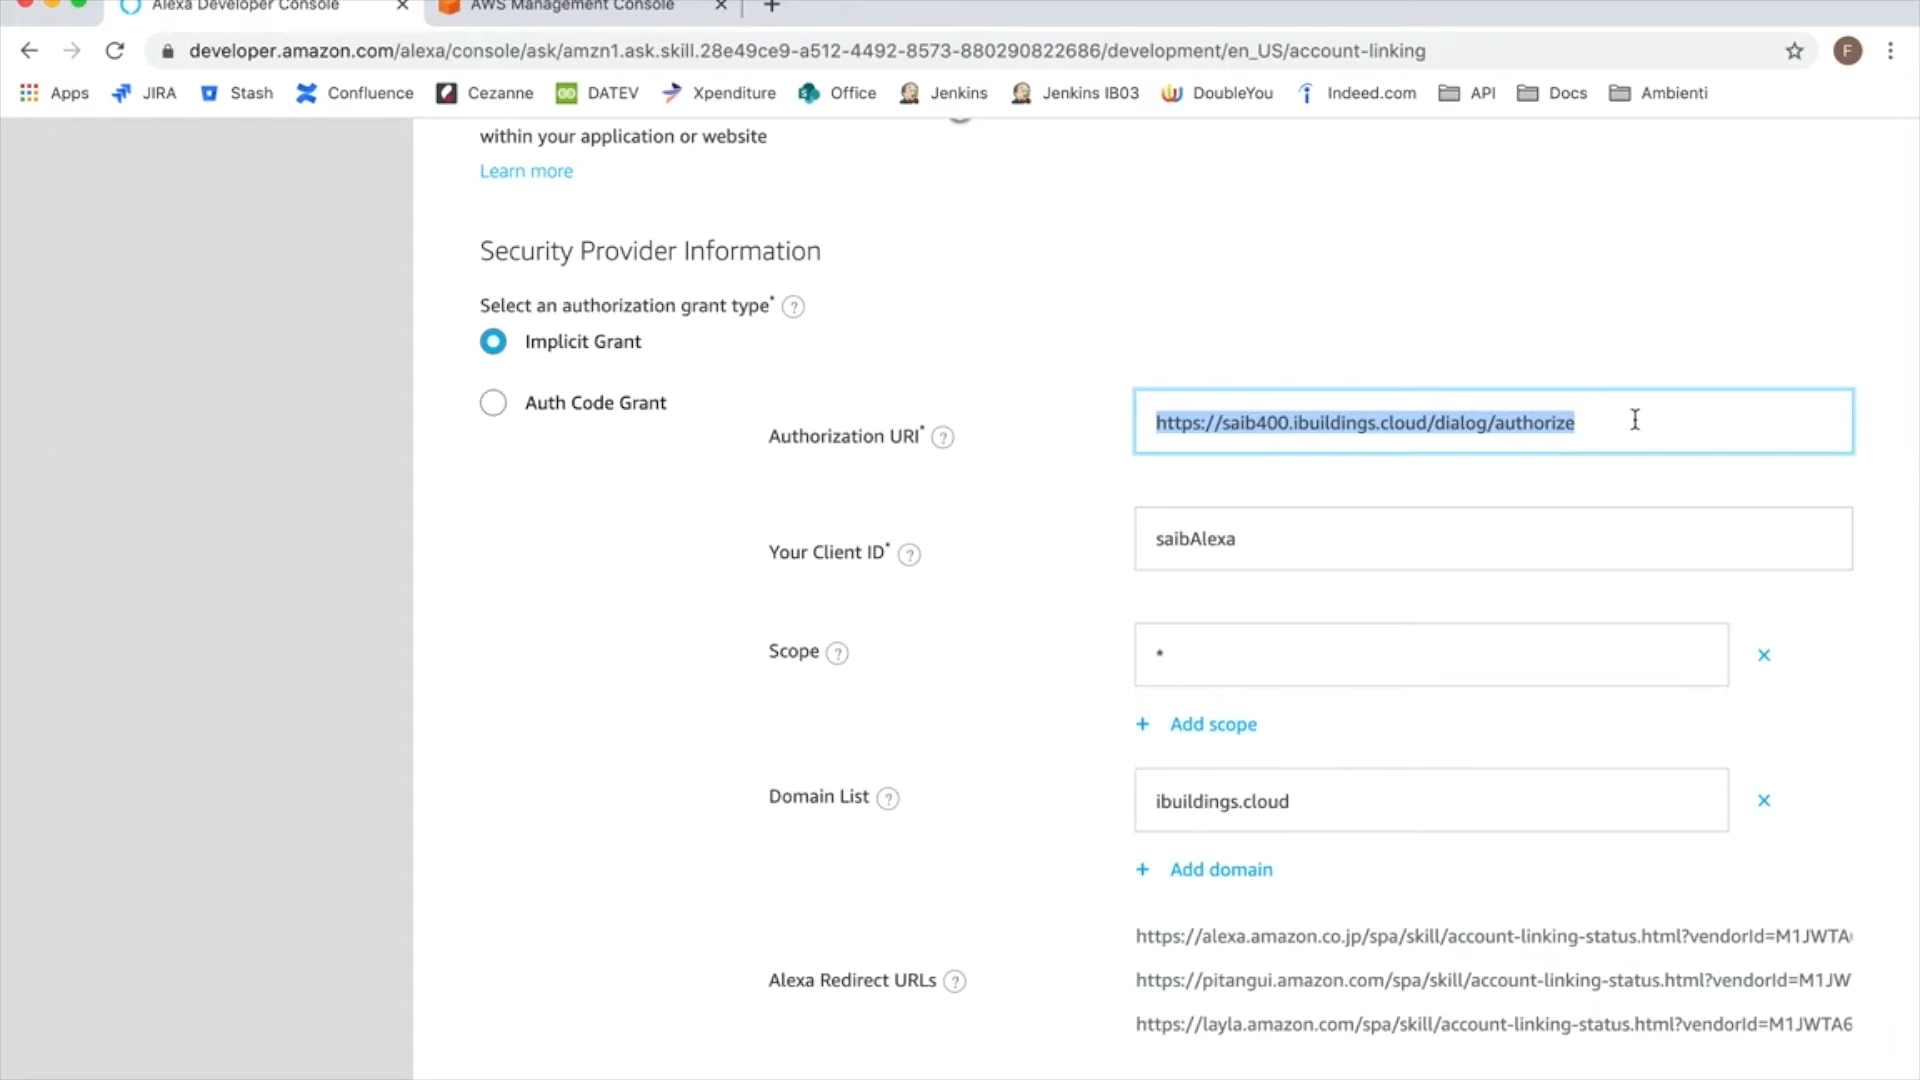 Alexa Developer Console
AWS Management Console
developer.amazon.com/alexa/console/ask/amzn1.ask.skill.28e49ce9-a512-4492-8573-880290822686/development/en_US/account-linking
F
Apps JIRA Stash Confluence Cezanne DATEV Xpenditure Office Jenkins Jenkins IB03 DoubleYou Indeed.com API Docs Ambienti
within your application or website
Learn more
Security Provider Information
Select an authorization grant type* ?
Implicit Grant
Auth Code Grant
Authorization URI* ?
https://saib400.ibuildings.cloud/dialog/authorize
Your Client ID* ?
saibAlexa
Scope ?
*
+ Add scope
Domain List ?
ibuildings.cloud
+ Add domain
Alexa Redirect URLs ?
https://alexa.amazon.co.jp/spa/skill/account-linking-status.html?vendorId=M1JWTA
https://pitangui.amazon.com/spa/skill/account-linking-status.html?vendorId=M1JW
https://layla.amazon.com/spa/skill/account-linking-status.html?vendorId=M1JWTA6